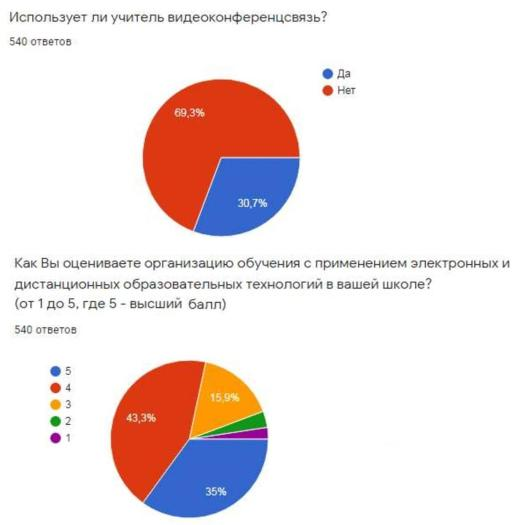 Использует ли учитель видеоконференцсвязь?
540 ответов
Да
Нет
69,3%
30,7%
Как Вы оцениваете организацию обучения с применением электронных и
дистанционных образовательных технологий в вашей школе?
(от 1 до 5, где 5 - высший балл)
540 ответов
5
4
3
2
1
15,9%
43,3%
35%